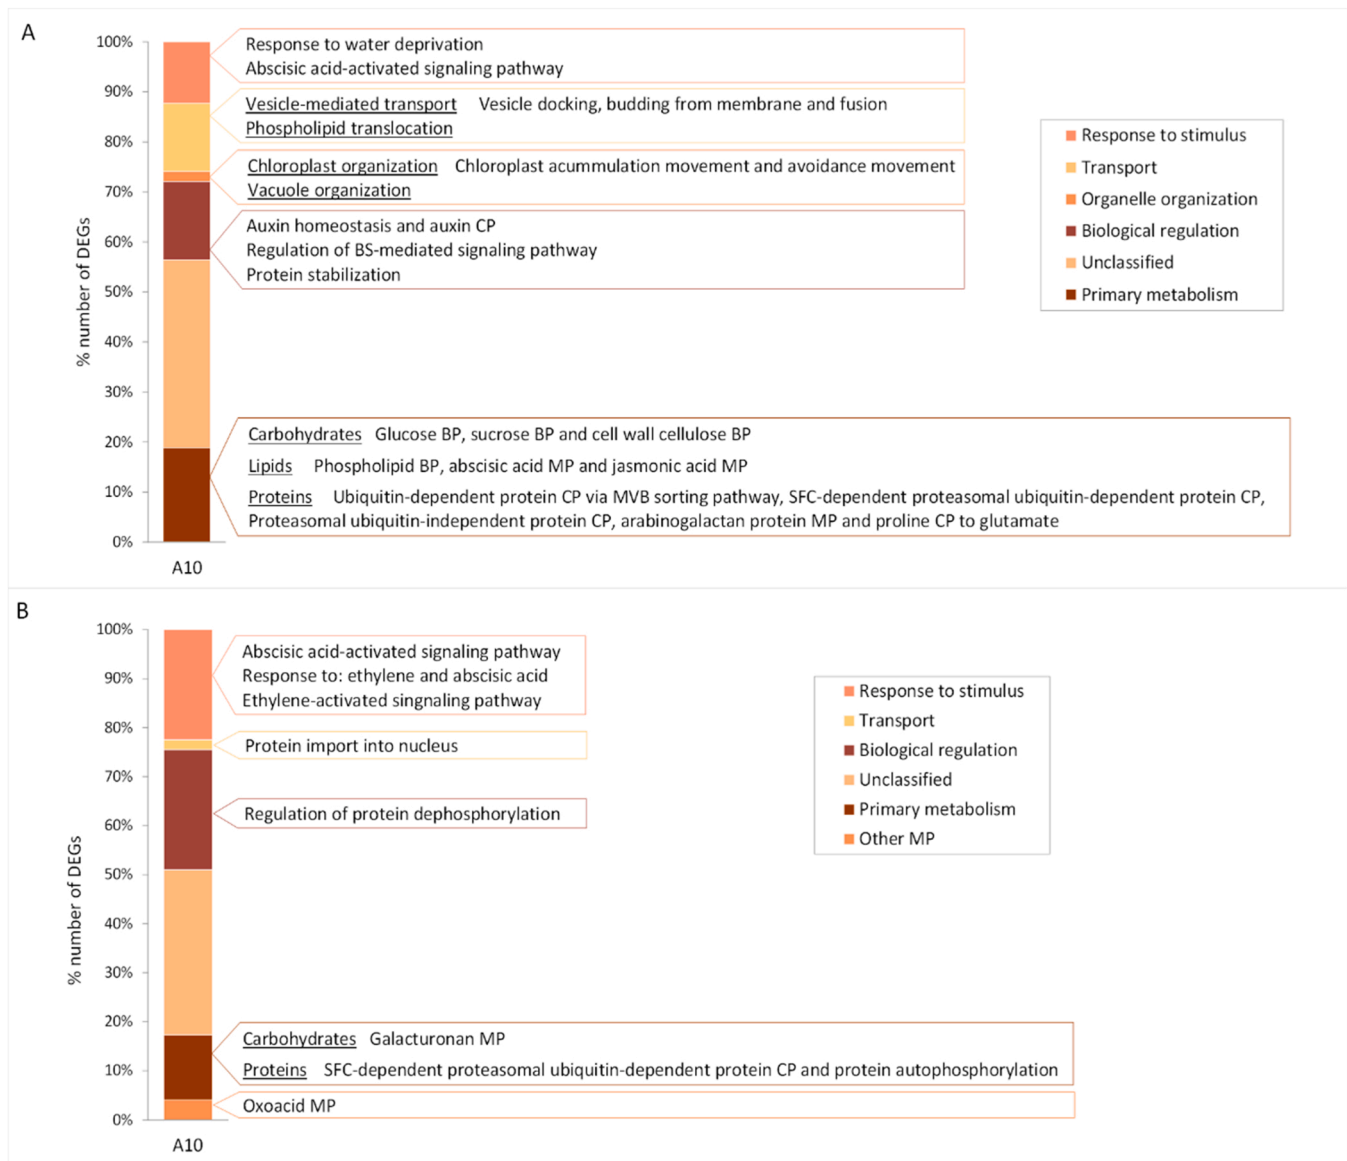 A
100%
90%
80%
70%
60%
50%
40%
30%
20%
10%
0%
% number of DEGs
A10
Response to water deprivation
Abscisic acid-activated signaling pathway
Vesicle-mediated transport Vesicle docking, budding from membrane and fusion
Phospholipid translocation
Chloroplast organization Chloroplast acummulation movement and avoidance movement
Vacuole organization
Auxin homeostasis and auxin CP
Regulation of BS-mediated signaling pathway
Protein stabilization
Carbohydrates Glucose BP, sucrose BP and cell wall cellulose BP
Lipids Phospholipid BP, abscisic acid MP and jasmonic acid MP
Proteins Ubiquitin-dependent protein CP via MVB sorting pathway, SFC-dependent proteasomal ubiquitin-dependent protein CP,
Proteasomal ubiquitin-independent protein CP, arabinogalactan protein MP and proline CP to glutamate
Response to stimulus
Transport
Organelle organization
Biological regulation
Unclassified
Primary metabolism
B
100%
90%
80%
70%
60%
50%
40%
30%
20%
10%
0%
% number of DEGs
A10
Abscisic acid-activated signaling pathway
Response to: ethylene and abscisic acid
Ethylene-activated singnaling pathway
Protein import into nucleus
Regulation of protein dephosphorylation
Carbohydrates Galacturonan MP
Proteins SFC-dependent proteasomal ubiquitin-dependent protein CP and protein autophosphorylation
Oxoacid MP
Response to stimulus
Transport
Biological regulation
Unclassified
Primary metabolism
Other MP